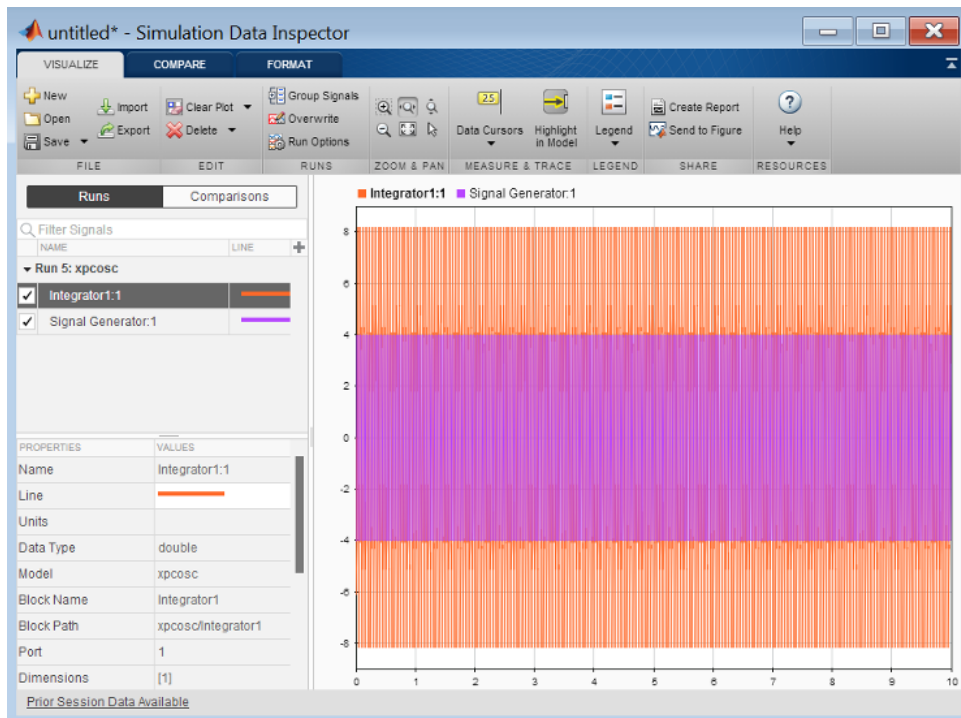 untitled* - Simulation Data Inspector
VISUALIZE COMPARE FORMAT
New
Open
Save
Import
Export
FILE
Clear Plot
Delete
EDIT
Group Signals
Overwrite
Run Options
RUNS
ZOOM & PAN
25
Data Cursors
Highlight
in Model
MEASURE & TRACE
Legend
LEGEND
Create Report
Send to Figure
SHARE
?
Help
RESOURCES
Runs Comparisons
Filter Signals
NAME LINE
Run 5: xpcosc
Integrator1:1
Signal Generator:1
PROPERTIES VALUES
Name Integrator1:1
Line
Units
Data Type double
Model xpcosc
Block Name Integrator1
Block Path xpcosc/Integrator1
Port 1
Dimensions [1]
Prior Session Data Available
Integrator1:1 Signal Generator:1
8
6
4
2
0
-2
-4
-6
-8
0 1 2 3 4 5 6 7 8 9 10